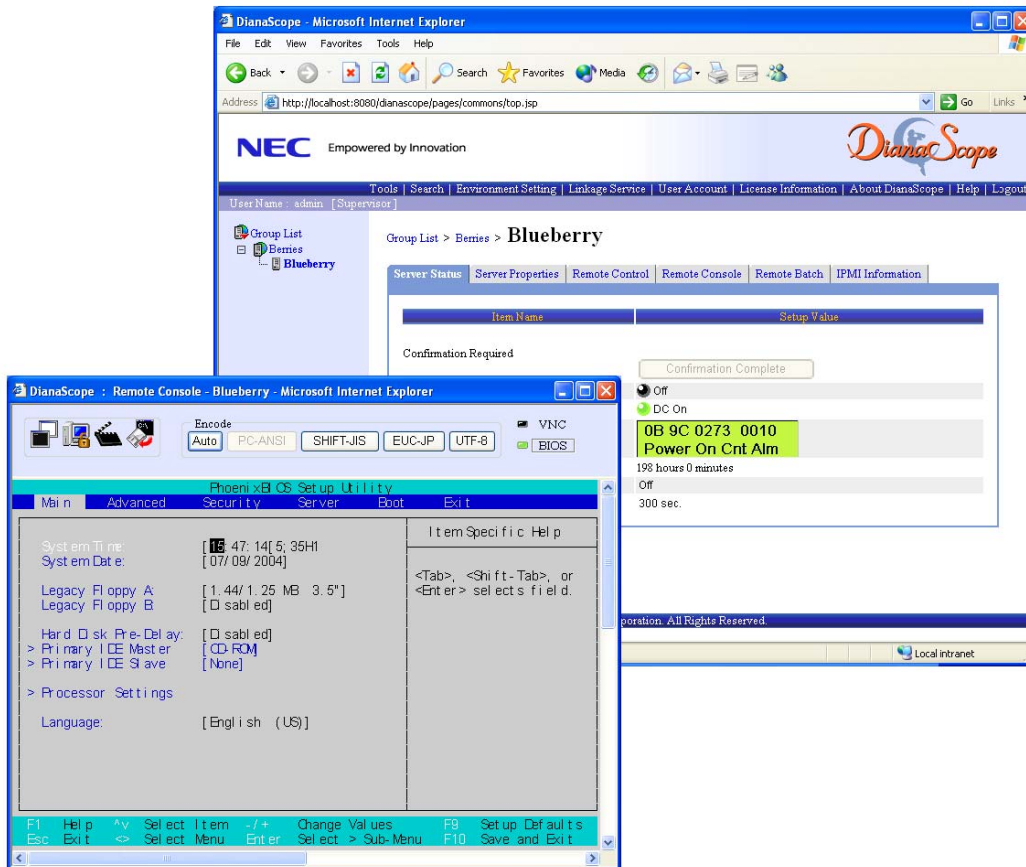 DianaScope - Microsoft Internet Explorer
File Edit View Favorites Tools Help
Back Search Favorites Media
Address http://localhost:8080/dianascope/pages/commons/top.jsp Go Links
NEC Empowered by Innovation
DianaScope
Tools | Search | Environment Setting | Linkage Service | User Account | License Information | About DianaScope | Help | Logout
User Name : admin [Supervisor]
Group List
Berries
Blueberry
Group List > Berries > Blueberry
Server Status Server Properties Remote Control Remote Console Remote Batch IPMI Information
Item Name Setup Value
Confirmation Required
Confirmation Complete
Off
DC On
0B 9C 0273 0010
Power On Cnt Alm
198 hours 0 minutes
Off
300 sec.
poration. All Rights Reserved.
Local intranet
DianaScope : Remote Console - Blueberry - Microsoft Internet Explorer
Encode
Auto PC-ANSI SHIFT-JIS EUC-JP UTF-8
VNC
BIOS
PhoenixBIOS Setup Utility
Main Advanced Security Server Boot Exit
Item Specific Help
System Time: [15:47:14[5;35H1
System Date: [07/09/2004]
<Tab>, <Shift-Tab>, or
<Enter> selects field.
Legacy Floppy A: [1.44/1.25 MB 3.5"]
Legacy Floppy B: [Disabled]
Hard Disk Pre-Delay: [Disabled]
> Primary IDE Master [CD-ROM]
> Primary IDE Slave [None]
> Processor Settings
Language: [English (US)]
F1 Help ^v Select Item -/+ Change Values F9 Setup Defaults
Esc Exit <> Select Menu Enter Select > Sub-Menu F10 Save and Exit